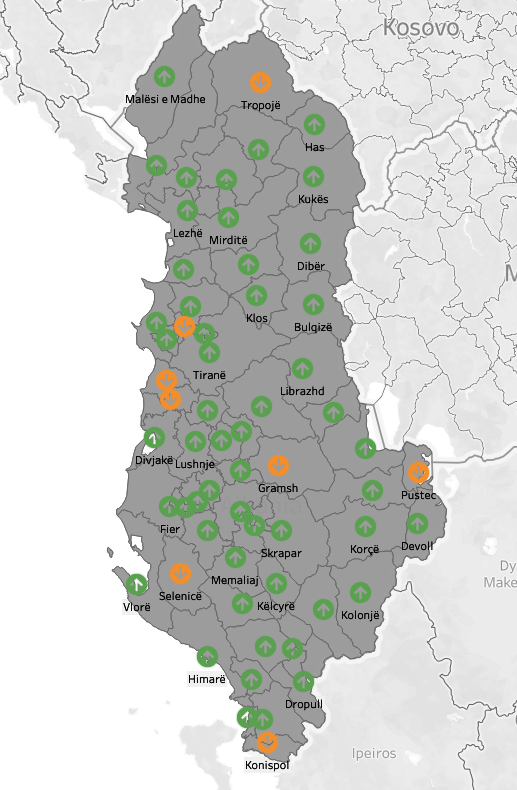 Kosovo
Malësi e Madhe
Tropojë
Has
Kukës
Lezhë
Mirditë
Dibër
Klos
Bulqizë
Tiranë
Librazhd
Divjakë
Lushnje
Gramsh
Pustec
Fier
Skrapar
Korçë
Devoll
Memaliaj
Selenicë
Vlorë
Këlcyrë
Kolonjë
Himarë
Dropull
Ipeiros
Konispol